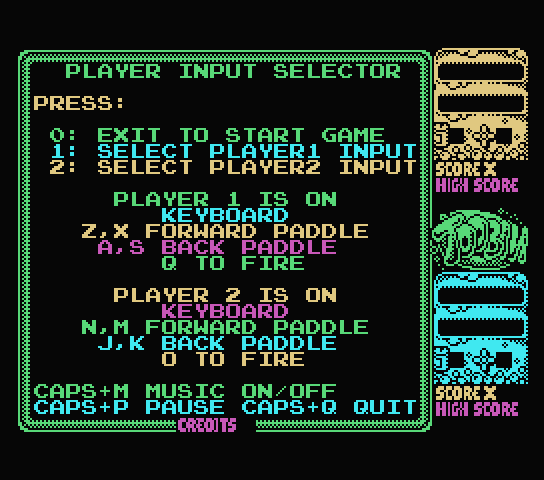 PLAYER INPUT SELECTOR
PRESS:
0: EXIT TO START GAME
1: SELECT PLAYER1 INPUT
2: SELECT PLAYER2 INPUT
PLAYER 1 IS ON
KEYBOARD
Z,X FORWARD PADDLE
A,S BACK PADDLE
Q TO FIRE
PLAYER 2 IS ON
KEYBOARD
N,M FORWARD PADDLE
J,K BACK PADDLE
O TO FIRE
CAPS+M MUSIC ON/OFF
CAPS+P PAUSE CAPS+Q QUIT
CREDITS
SCORE X
HIGH SCORE
TOOBIN
SCORE X
HIGH SCORE